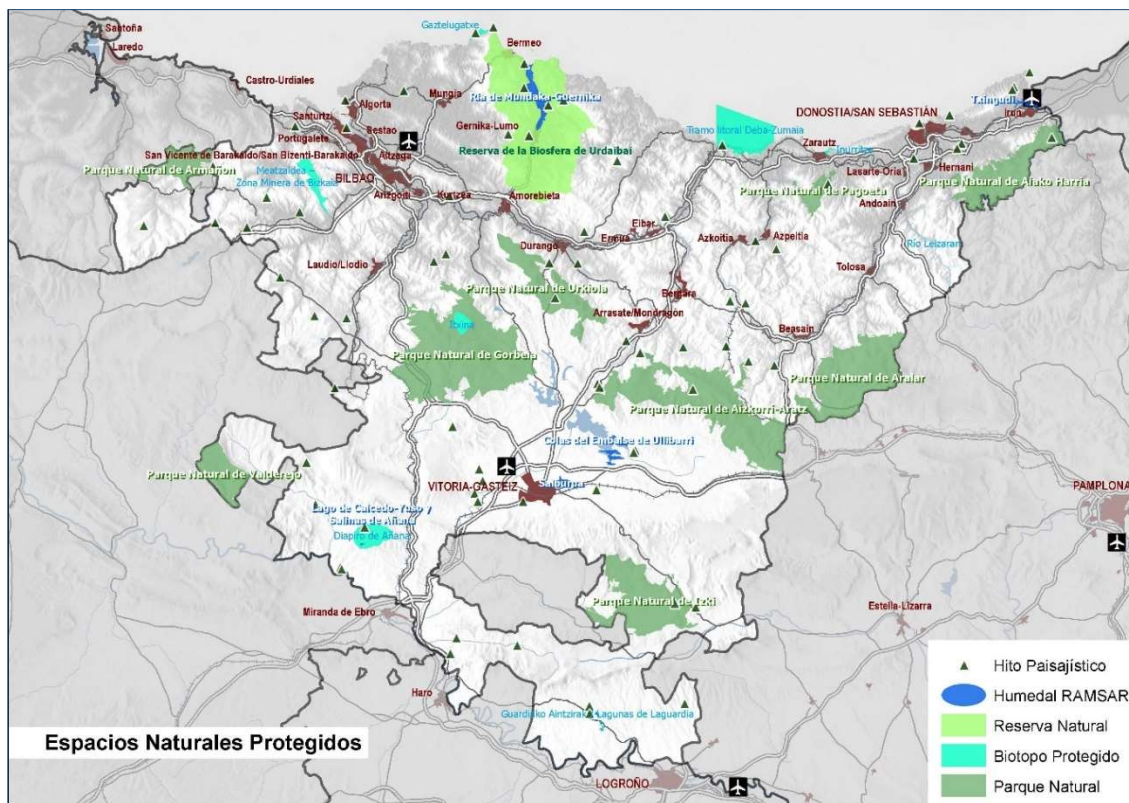 Gaztelugatxe
Santoña
Laredo
Bermeo
Castro-Urdiales
Algorta
Mungia
Ria de Mundaka-Guernika
Txingudi
DONOSTIA/SAN SEBASTIÁN
Irun
Santurtzi
Sestao
Portugalete
Gernika-Lumo
Tramo litoral Deba-Zumaia
Zarautz
Inurritza
Reserva de la Biosfera de Urdaibai
San Vicente de Barakaldo/San Bizenti-Barakaldo
Altzaga
Hernani
Lasarte-Oria
Parque Natural de Armañon
Meatzaldea
Zona Minera de Bizkaia
BILBAO
Arizgoiti
Kurtzea
Amorebieta
Parque Natural de Pagoeta
Parque Natural de Aiako Harria
Andoain
Eibar
Ermua
Azkoitia
Azpeitia
Durango
Río Leizaran
Laudio/Llodio
Tolosa
Parque Natural de Urkiola
Bergara
Arrasate/Mondragón
Itxina
Beasain
Parque Natural de Gorbeia
Parque Natural de Aralar
Parque Natural de Aizkorri-Aratz
Colas del Embalse de Ullibarri
Parque Natural de Valderejo
VITORIA-GASTEIZ
Salburua
PAMPLONA
Lago de Caicedo-Yuso y
Salinas de Añana
Diapiro de Añana
Parque Natural de Izki
Miranda de Ebro
Estella-Lizarra
Haro
Guardiako Aintzirak Lagunas de Laguardia
LOGROÑO
Espacios Naturales Protegidos
Hito Paisajístico
Humedal RAMSAR
Reserva Natural
Biotopo Protegido
Parque Natural